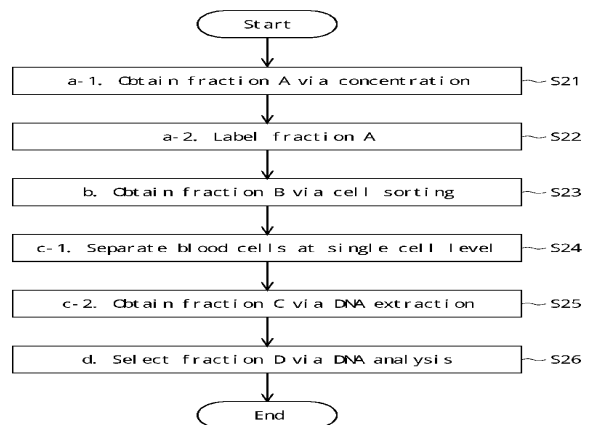 Start
a-1. Obtain fraction A via concentration S21
a-2. Label fraction A S22
b. Obtain fraction B via cell sorting S23
c-1. Separate blood cells at single cell level S24
c-2. Obtain fraction C via DNA extraction S25
d. Select fraction D via DNA analysis S26
End